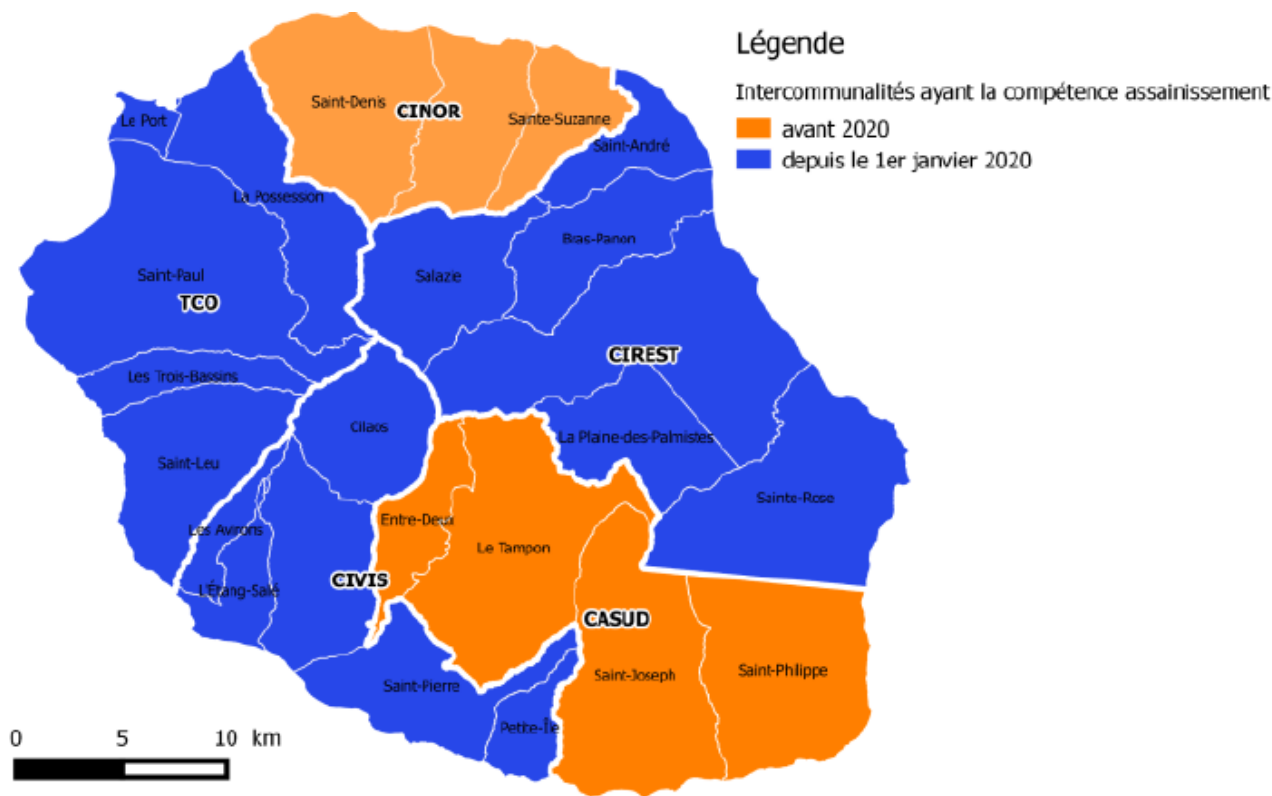 Légende
Intercommunalités ayant la compétence assainissement
avant 2020
depuis le 1er janvier 2020
Saint-Denis
CINOR
Sainte-Suzanne
Le Port
Saint-André
La Possesson
Bras-Panon
Saint-Paul
Salazie
TCO
CIREST
Les Trois-Bassins
Cilaos
La Plaine-des-Palmistes
Saint-Leu
Sainte-Rose
Entre-Deux
Les Avirons
Le Tampon
CIVIS
L'Étang-Salé
CASUD
Saint-Joseph
Saint-Philippe
Saint-Pierre
Petite-Île
0 5 10 km